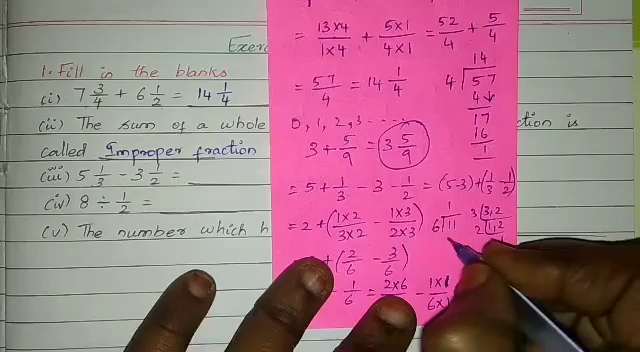 Exer
1. Fill in the blanks
(i) 7 3/4 + 6 1/2 = 14 1/4
(ii) The sum of a whole
ction is
called Improper fraction
(iii) 5 1/3 - 3 1/2 =
(iv) 8 ÷ 1/2 =
(v) The number which h
= 13×4/1×4 + 5×1/4×1 = 52/4 + 5/4
= 57/4 = 14 1/4
14
4 57
4↓
17
16
1
0, 1, 2, 3 ....
3 + 5/9 = 3 5/9
= 5 + 1/3 - 3 - 1/2 = (5-3) + (1/3 - 1/2)
= 2 + (1×2/3×2 - 1×3/2×3)
1
6 11
3 3, 2
2 1, 2
+ (2/6 - 3/6)
1/6 = 2×6 - 1×1/6×1